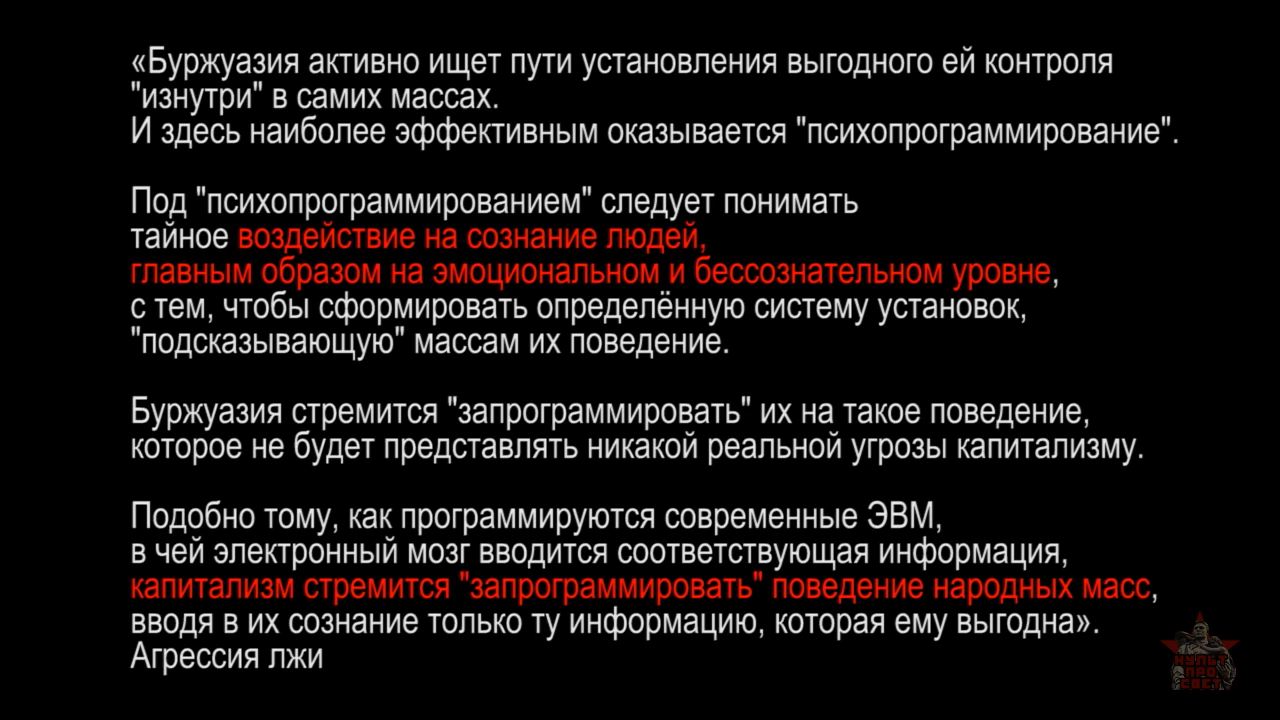 «Буржуазия активно ищет пути установления выгодного ей контроля
"изнутри" в самих массах.
И здесь наиболее эффективным оказывается "психопрограммирование".
Под "психопрограммированием" следует понимать
тайное воздействие на сознание людей,
главным образом на эмоциональном и бессознательном уровне,
с тем, чтобы сформировать определённую систему установок,
"подсказывающую" массам их поведение.
Буржуазия стремится "запрограммировать" их на такое поведение,
которое не будет представлять никакой реальной угрозы капитализму.
Подобно тому, как программируются современные ЭВМ,
в чей электронный мозг вводится соответствующая информация,
капитализм стремится "запрограммировать" поведение народных масс,
вводя в их сознание только ту информацию, которая ему выгодна».
Агрессия лжи
КУЛЬТ
ПРО
СВЕТ